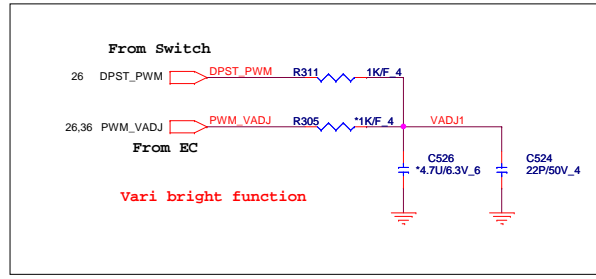 From Switch
26 DPST_PWM DPST_PWM R311 1K/F_4
26,36 PWM_VADJ PWM_VADJ R305 *1K/F_4 VADJ1
From EC
C526 C524
*4.7U/6.3V_6 22P/50V_4
Vari bright function